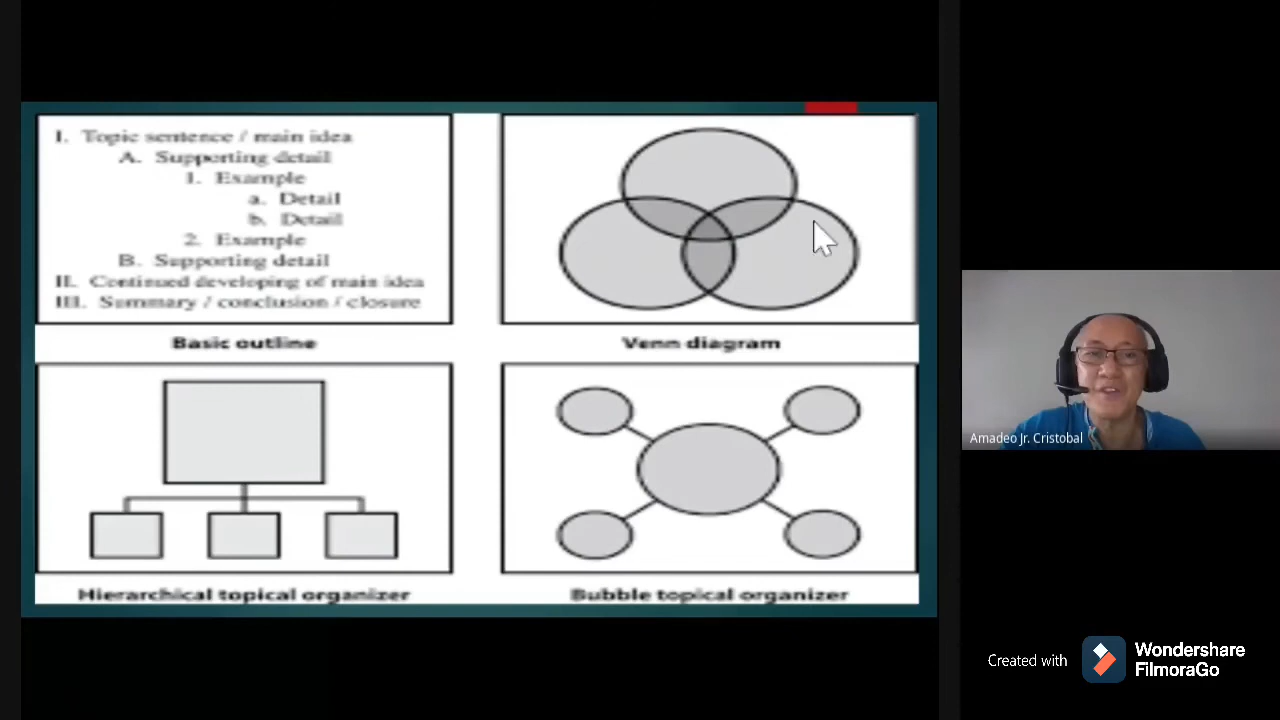 I. Topic sentence / main idea
A. Supporting detail
1. Example
a. Detail
b. Detail
2. Example
B. Supporting detail
II. Continued developing of main idea
III. Summary / conclusion / closure
Basic outline
Venn diagram
Hierarchical topical organizer
Bubble topical organizer
Amadeo Jr. Cristobal
Created with
Wondershare
FilmoraGo